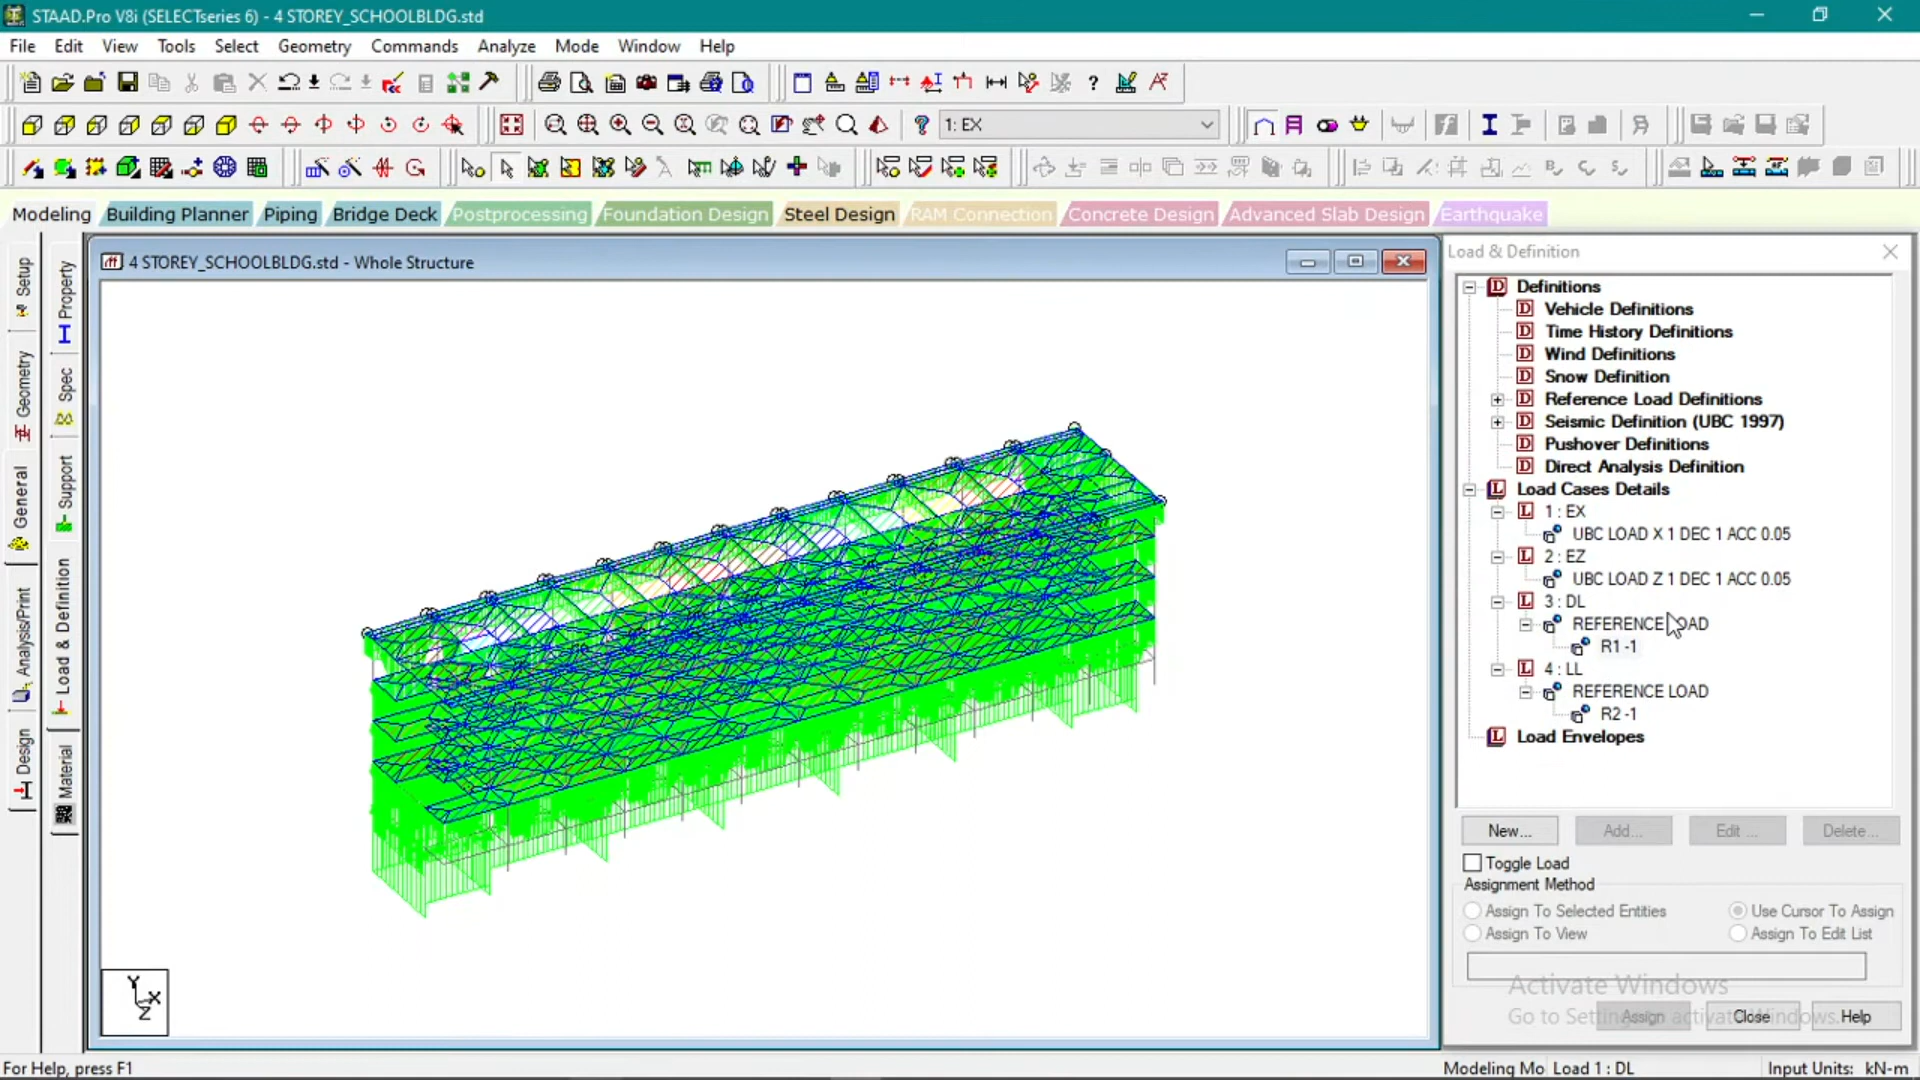 STAAD.Pro V8i (SELECTseries 6) - 4 STOREY_SCHOOLBLDG.std
File Edit View Tools Select Geometry Commands Analyze Mode Window Help
1: EX
Modeling Building Planner Piping Bridge Deck Postprocessing Foundation Design Steel Design RAM Connection Concrete Design Advanced Slab Design Earthquake
Setup
Geometry
General
Analysis/Print
Design
Property
Spec
Support
Load & Definition
Material
4 STOREY_SCHOOLBLDG.std - Whole Structure
Y
X
Z
Load & Definition
Definitions
Vehicle Definitions
Time History Definitions
Wind Definitions
Snow Definition
Reference Load Definitions
Seismic Definition (UBC 1997)
Pushover Definitions
Direct Analysis Definition
Load Cases Details
1 : EX
UBC LOAD X 1 DEC 1 ACC 0.05
2 : EZ
UBC LOAD Z 1 DEC 1 ACC 0.05
3 : DL
REFERENCE LOAD
R1 -1
4 : LL
REFERENCE LOAD
R2 -1
Load Envelopes
New... Add... Edit ... Delete...
Toggle Load
Assignment Method
Assign To Selected Entities Use Cursor To Assign
Assign To View Assign To Edit List
Activate Windows
Go to Settings to activate Windows.
Assign Close Help
For Help, press F1
Modeling Mo Load 1 : DL Input Units: kN-m